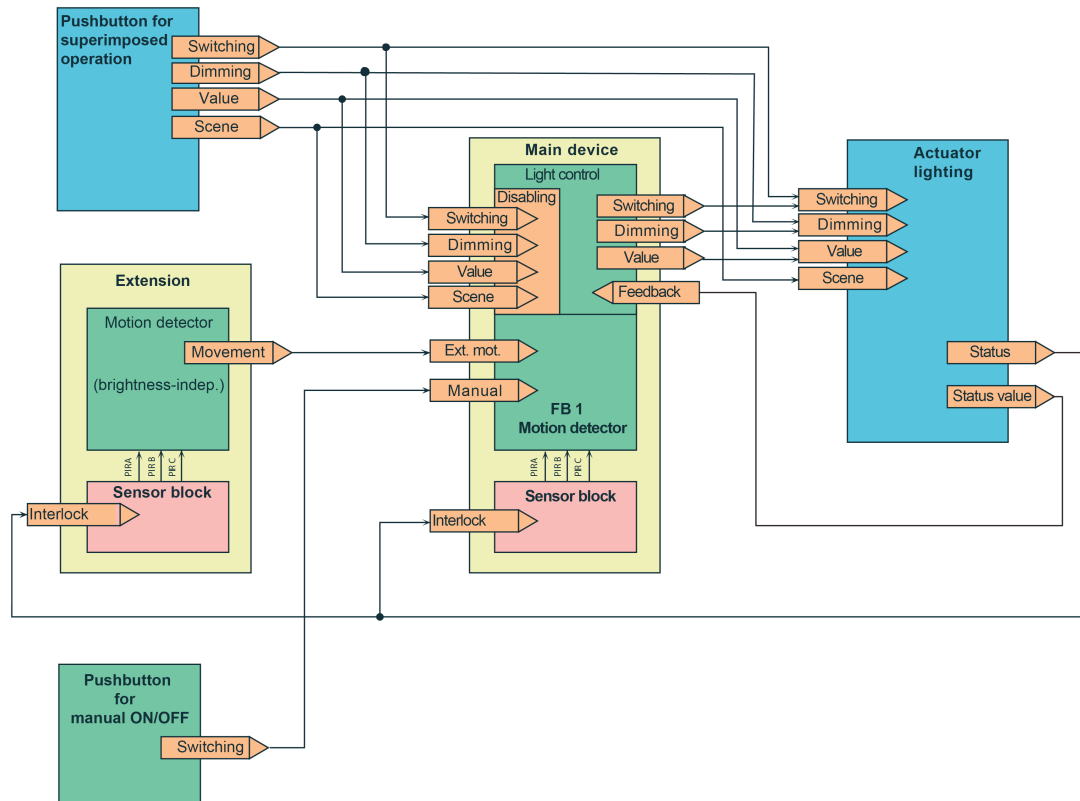 Pushbutton for
superimposed
operation
Switching
Dimming
Value
Scene
Main device
Light control
Disabling
Switching
Dimming
Value
Scene
Switching
Dimming
Value
Feedback
Ext. mot.
Manual
FB 1
Motion detector
PIR A
PIR B
PIR C
Sensor block
Interlock
Actuator
lighting
Switching
Dimming
Value
Scene
Status
Status value
Extension
Motion detector
Movement
(brightness-indep.)
PIR A
PIR B
PIR C
Sensor block
Interlock
Pushbutton
for
manual ON/OFF
Switching